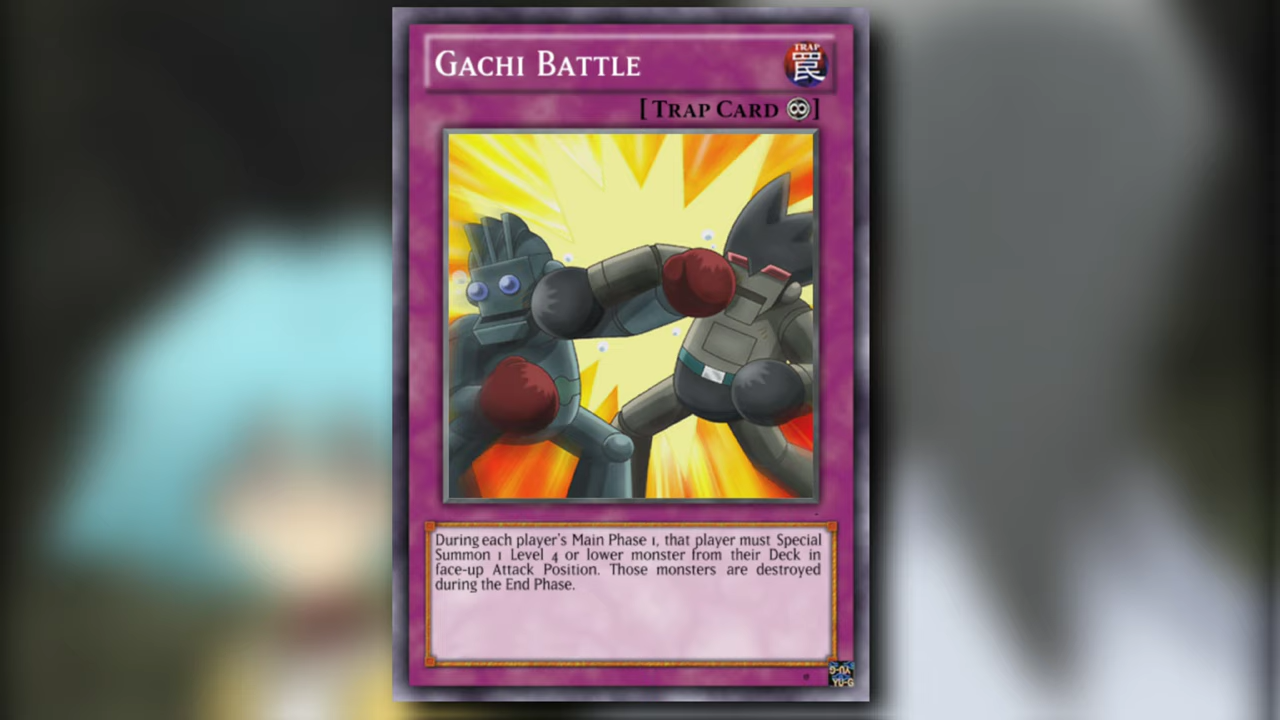 Gachi Battle
TRAP
罠
[ Trap Card ]
During each player's Main Phase 1, that player must Special
Summon 1 Level 4 or lower monster from their Deck in
face-up Attack Position. Those monsters are destroyed
during the End Phase.